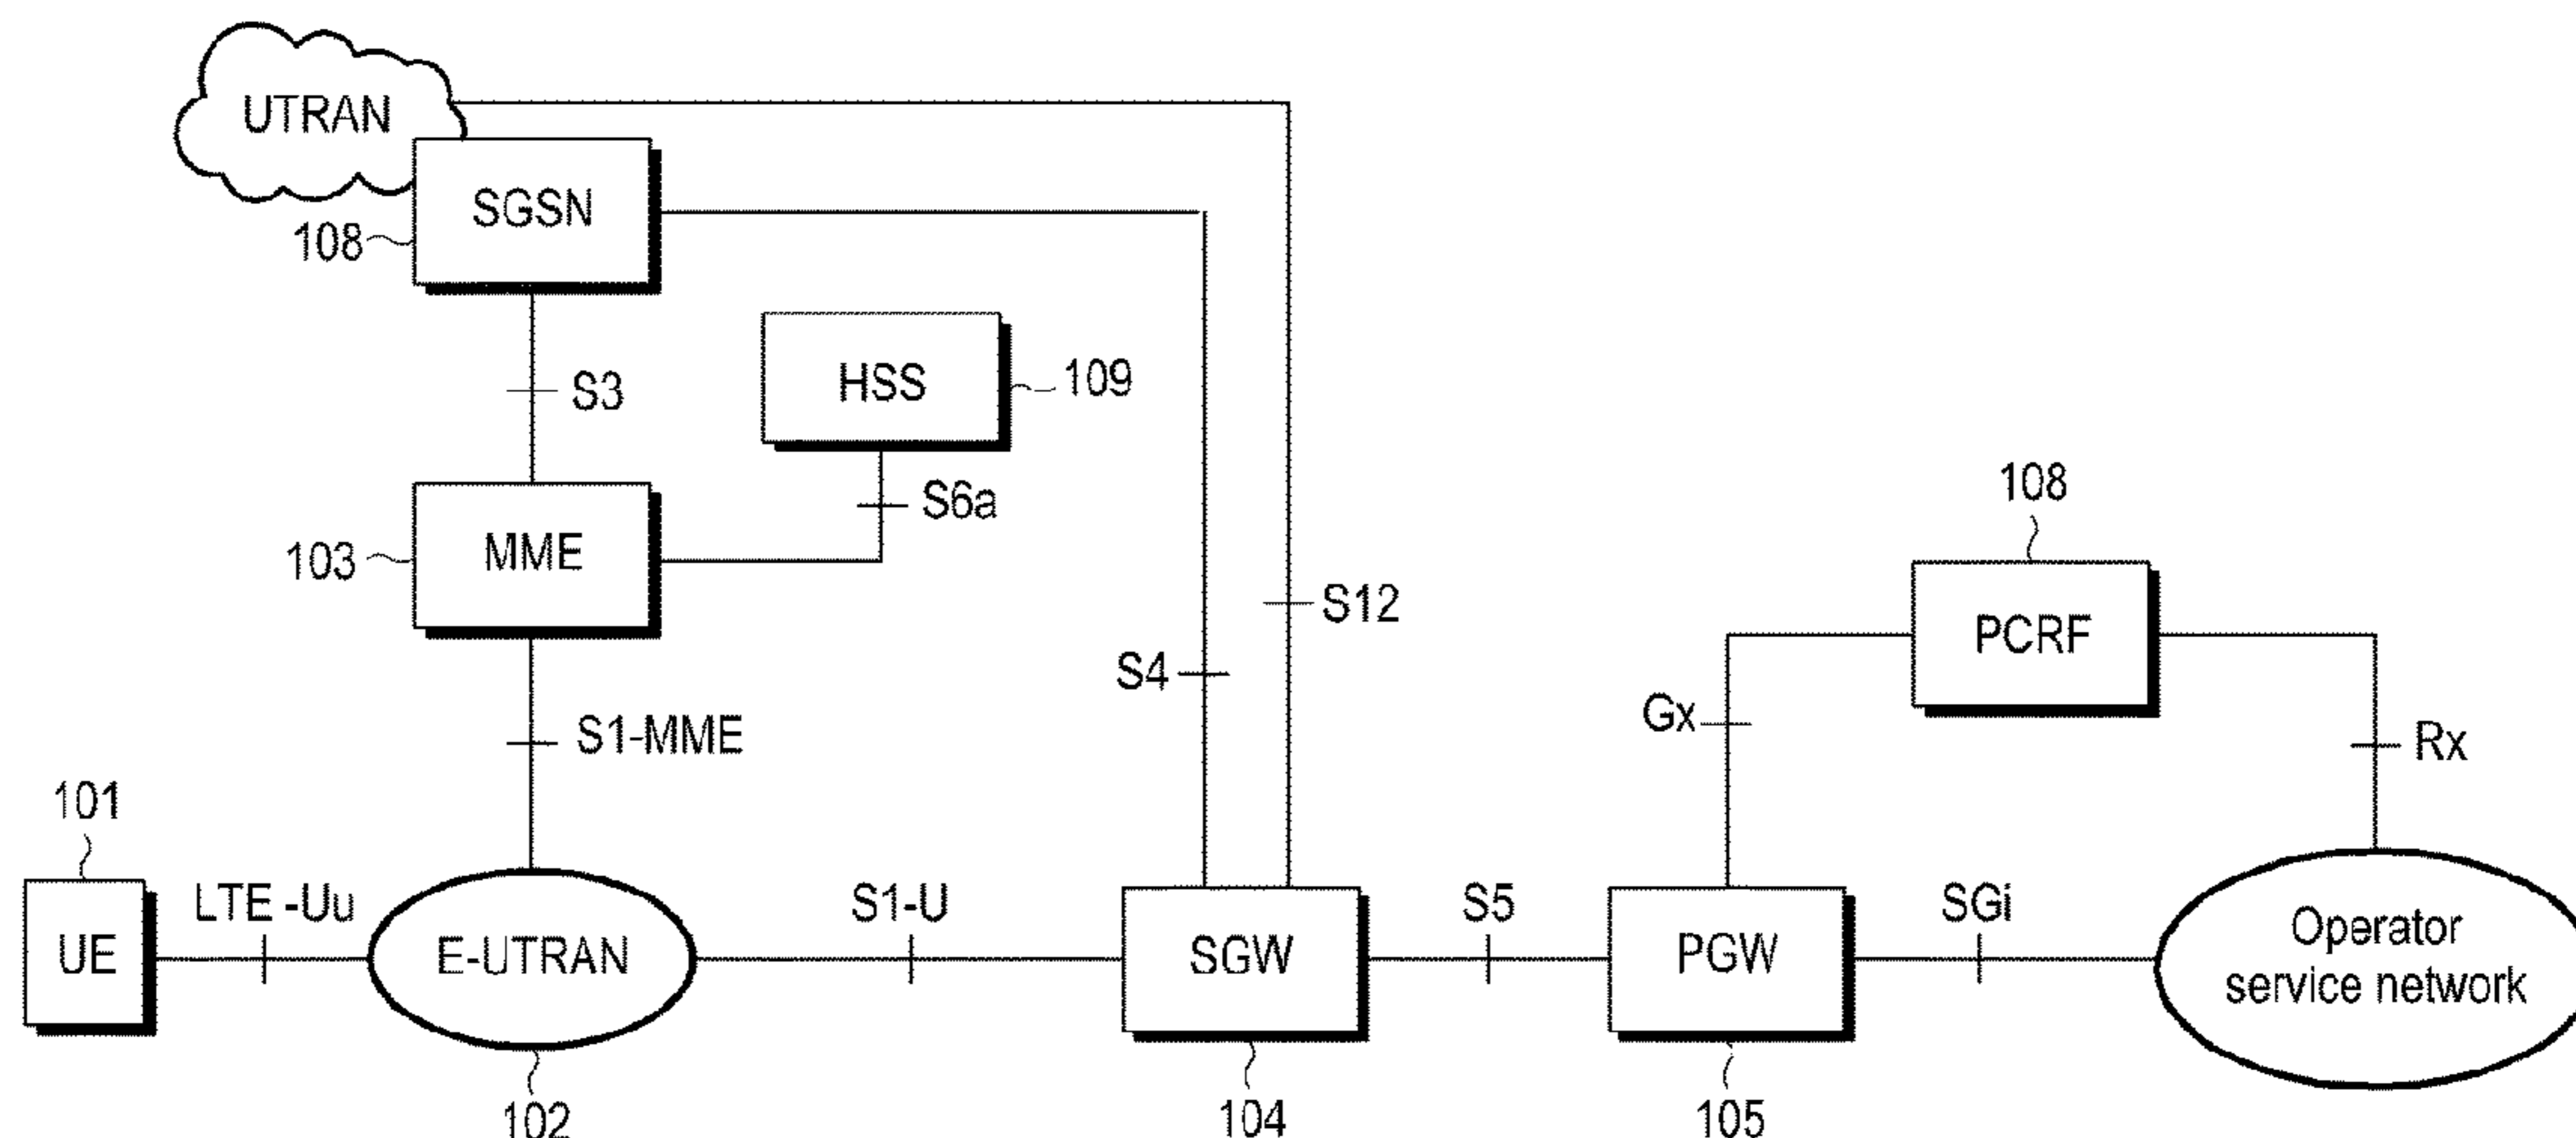 UTRAN
SGSN
108
S3
HSS
109
S6a
MME
103
S12
S4
108
PCRF
Gx
Rx
S1-MME
101
UE
LTE -Uu
E-UTRAN
102
S1-U
SGW
104
S5
PGW
105
SGi
Operator
service network